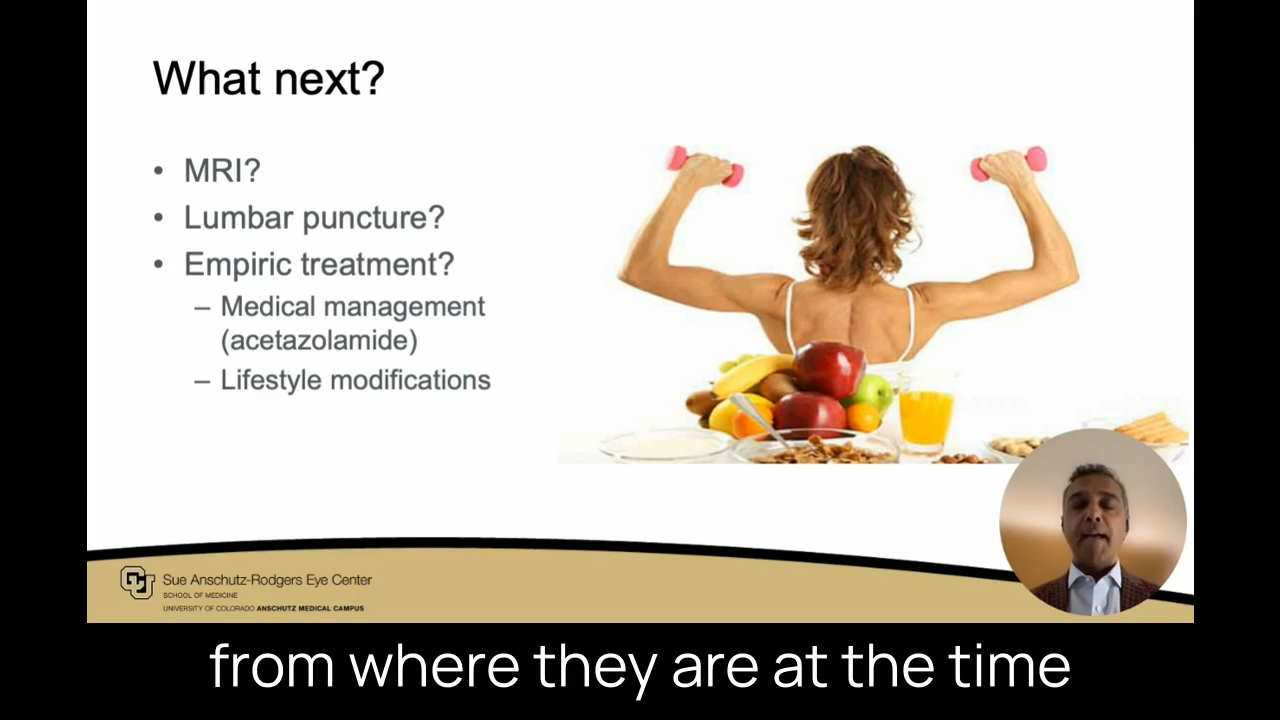 What next?
• MRI?
• Lumbar puncture?
• Empiric treatment?
– Medical management
(acetazolamide)
– Lifestyle modifications
CU
Sue Anschutz-Rodgers Eye Center
SCHOOL OF MEDICINE
UNIVERSITY OF COLORADO ANSCHUTZ MEDICAL CAMPUS
from where they are at the time